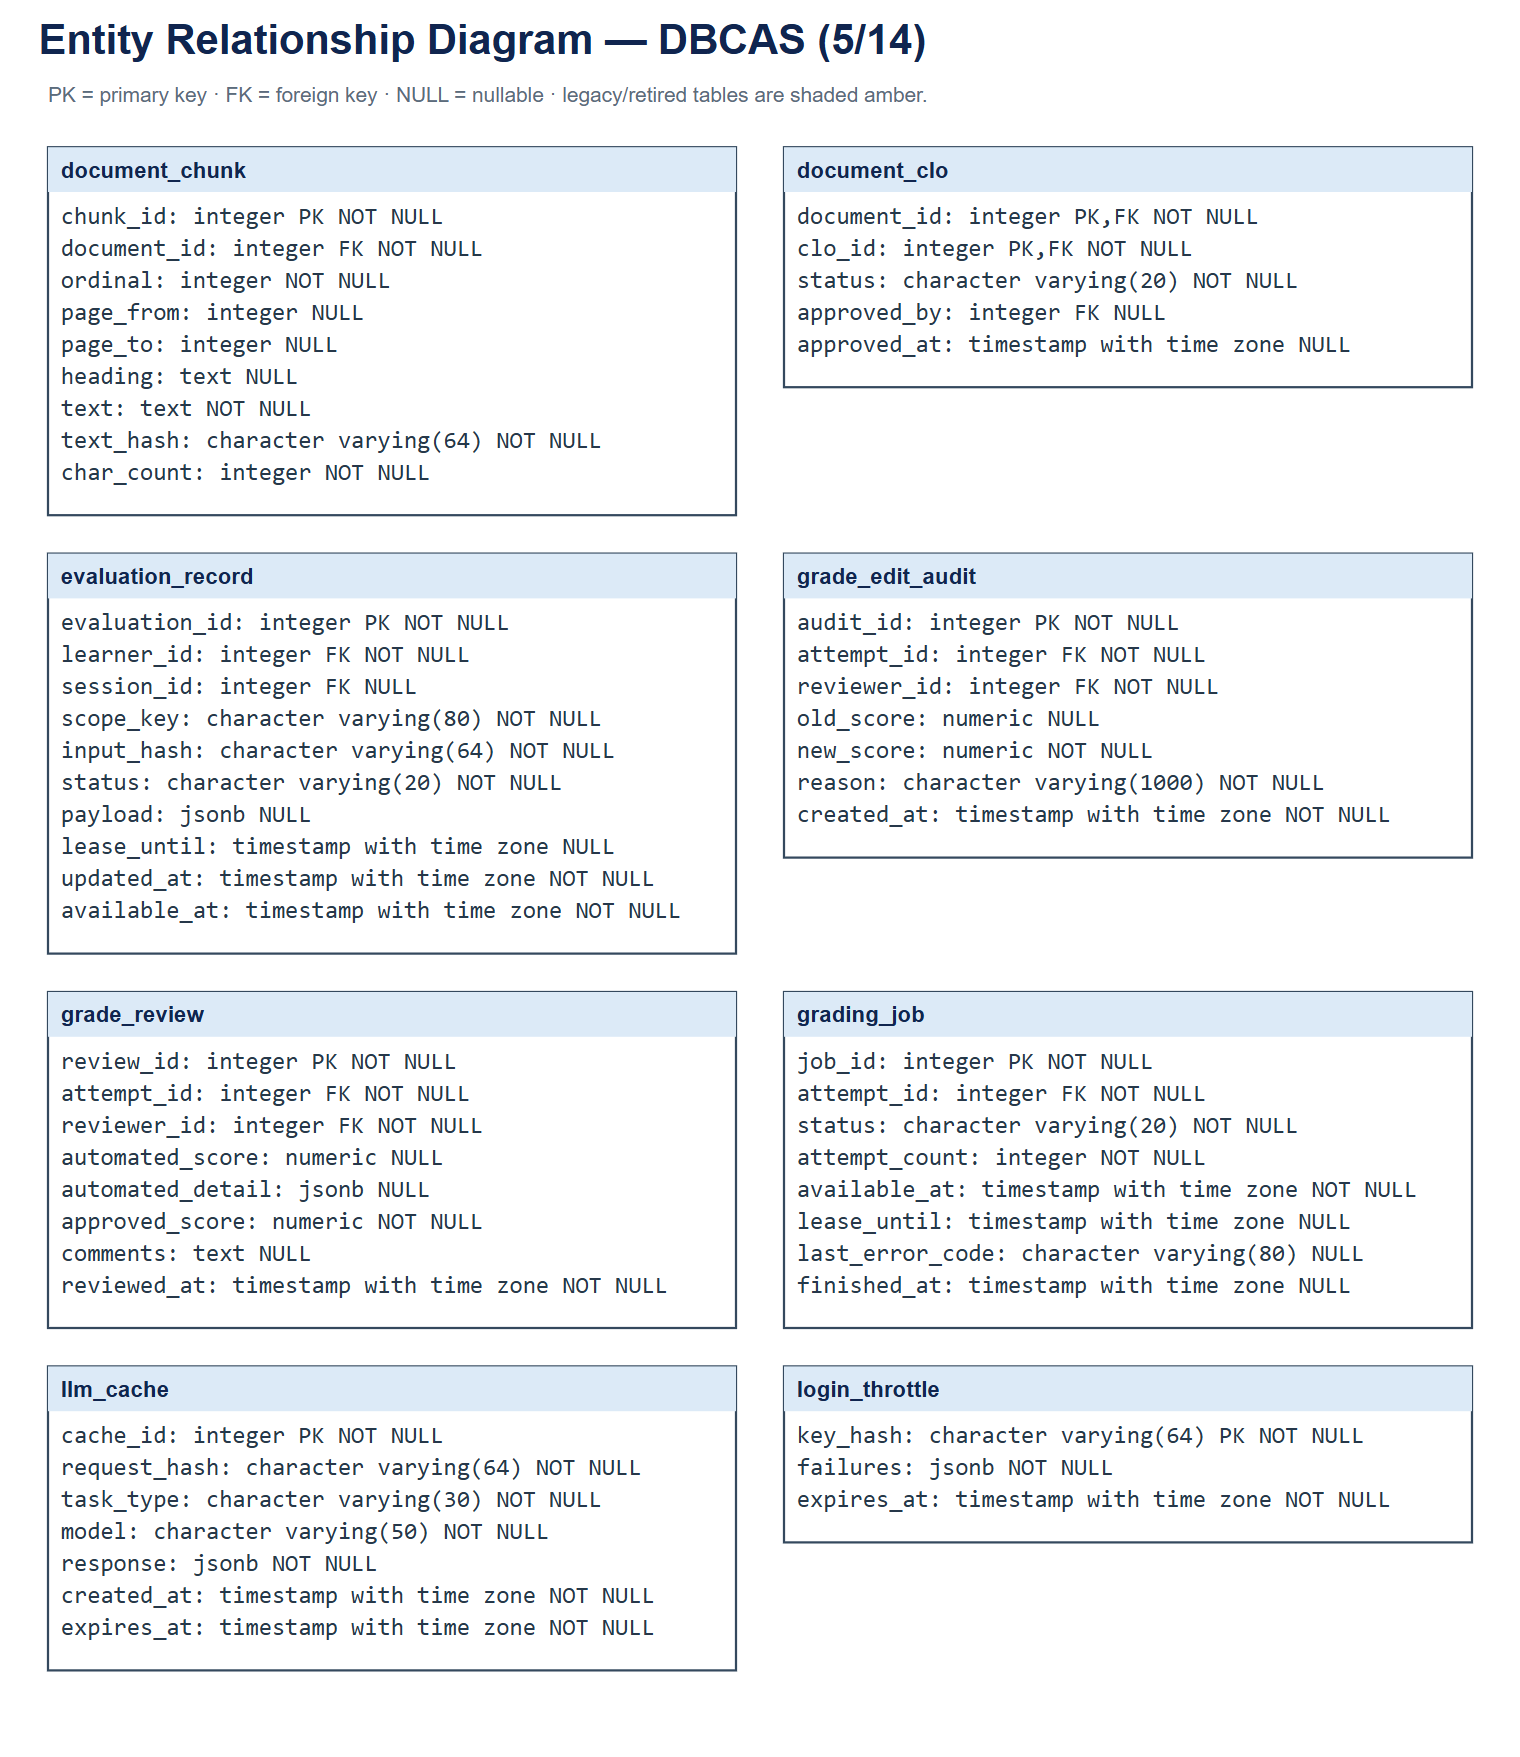 Entity Relationship Diagram — DBCAS (5/14)
PK = primary key · FK = foreign key · NULL = nullable · legacy/retired tables are shaded amber.
document_chunk
chunk_id: integer PK NOT NULL
document_id: integer FK NOT NULL
ordinal: integer NOT NULL
page_from: integer NULL
page_to: integer NULL
heading: text NULL
text: text NOT NULL
text_hash: character varying(64) NOT NULL
char_count: integer NOT NULL
document_clo
document_id: integer PK,FK NOT NULL
clo_id: integer PK,FK NOT NULL
status: character varying(20) NOT NULL
approved_by: integer FK NULL
approved_at: timestamp with time zone NULL
evaluation_record
evaluation_id: integer PK NOT NULL
learner_id: integer FK NOT NULL
session_id: integer FK NULL
scope_key: character varying(80) NOT NULL
input_hash: character varying(64) NOT NULL
status: character varying(20) NOT NULL
payload: jsonb NULL
lease_until: timestamp with time zone NULL
updated_at: timestamp with time zone NOT NULL
available_at: timestamp with time zone NOT NULL
grade_edit_audit
audit_id: integer PK NOT NULL
attempt_id: integer FK NOT NULL
reviewer_id: integer FK NOT NULL
old_score: numeric NULL
new_score: numeric NOT NULL
reason: character varying(1000) NOT NULL
created_at: timestamp with time zone NOT NULL
grade_review
review_id: integer PK NOT NULL
attempt_id: integer FK NOT NULL
reviewer_id: integer FK NOT NULL
automated_score: numeric NULL
automated_detail: jsonb NULL
approved_score: numeric NOT NULL
comments: text NULL
reviewed_at: timestamp with time zone NOT NULL
grading_job
job_id: integer PK NOT NULL
attempt_id: integer FK NOT NULL
status: character varying(20) NOT NULL
attempt_count: integer NOT NULL
available_at: timestamp with time zone NOT NULL
lease_until: timestamp with time zone NULL
last_error_code: character varying(80) NULL
finished_at: timestamp with time zone NULL
llm_cache
cache_id: integer PK NOT NULL
request_hash: character varying(64) NOT NULL
task_type: character varying(30) NOT NULL
model: character varying(50) NOT NULL
response: jsonb NOT NULL
created_at: timestamp with time zone NOT NULL
expires_at: timestamp with time zone NOT NULL
login_throttle
key_hash: character varying(64) PK NOT NULL
failures: jsonb NOT NULL
expires_at: timestamp with time zone NOT NULL